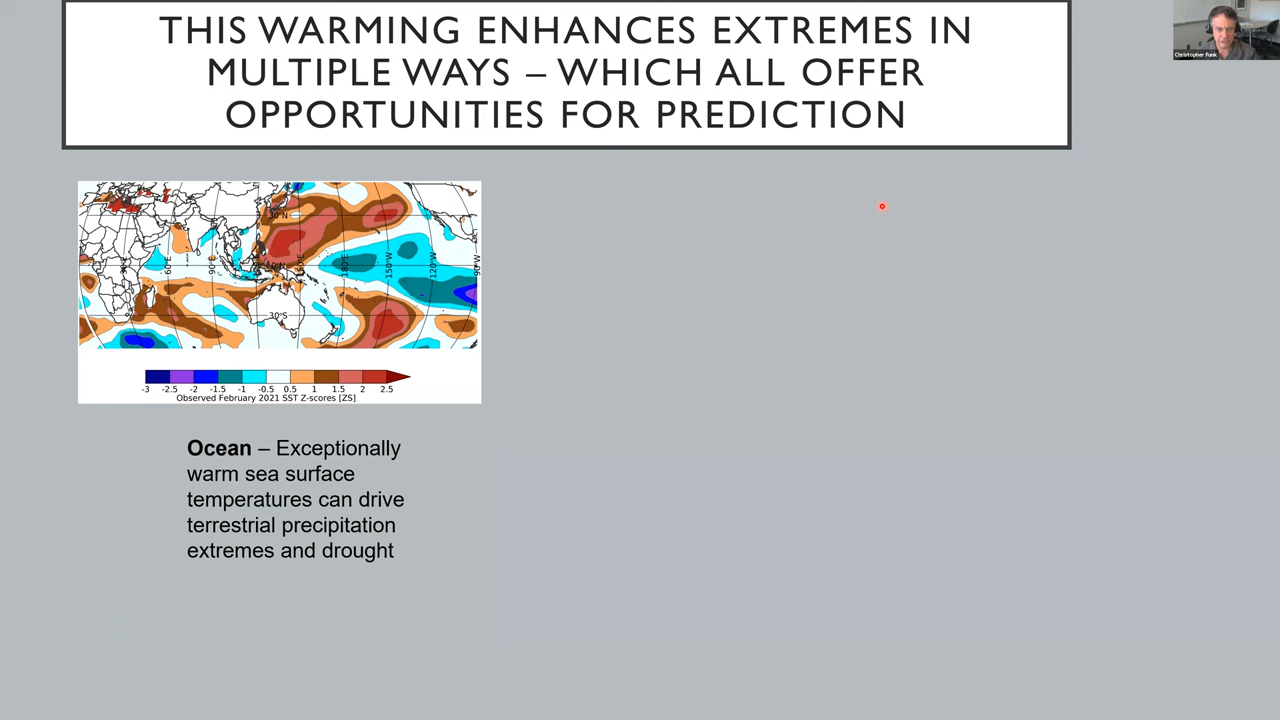 THIS WARMING ENHANCES EXTREMES IN
MULTIPLE WAYS – WHICH ALL OFFER
OPPORTUNITIES FOR PREDICTION
Christopher Funk
30°N
60°E
90°E
150°E
180°E
150°W
120°W
90°W
30°S
-3 -2.5 -2 -1.5 -1 -0.5 0.5 1 1.5 2 2.5
Observed February 2021 SST Z-scores [ZS]
Ocean – Exceptionally
warm sea surface
temperatures can drive
terrestrial precipitation
extremes and drought